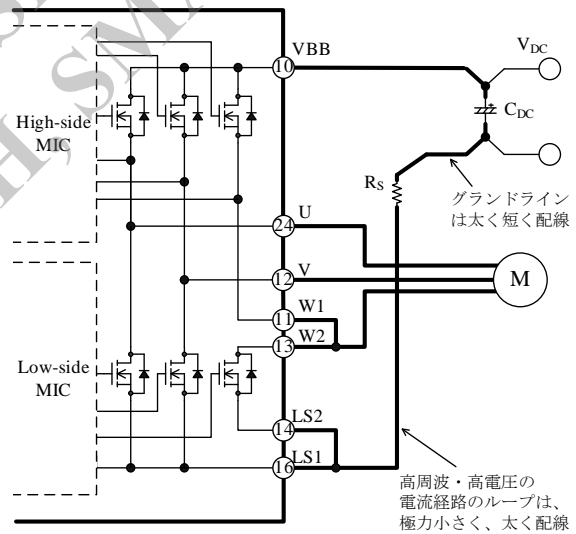 VBB
10
VDC
High-side
MIC
CDC
RS
グランドライン
は太く短く配線
U
24
V
12
M
W1
11
W2
13
Low-side
MIC
LS2
14
LS1
16
高周波・高電圧の
電流経路のループは、
極力小さく、太く配線